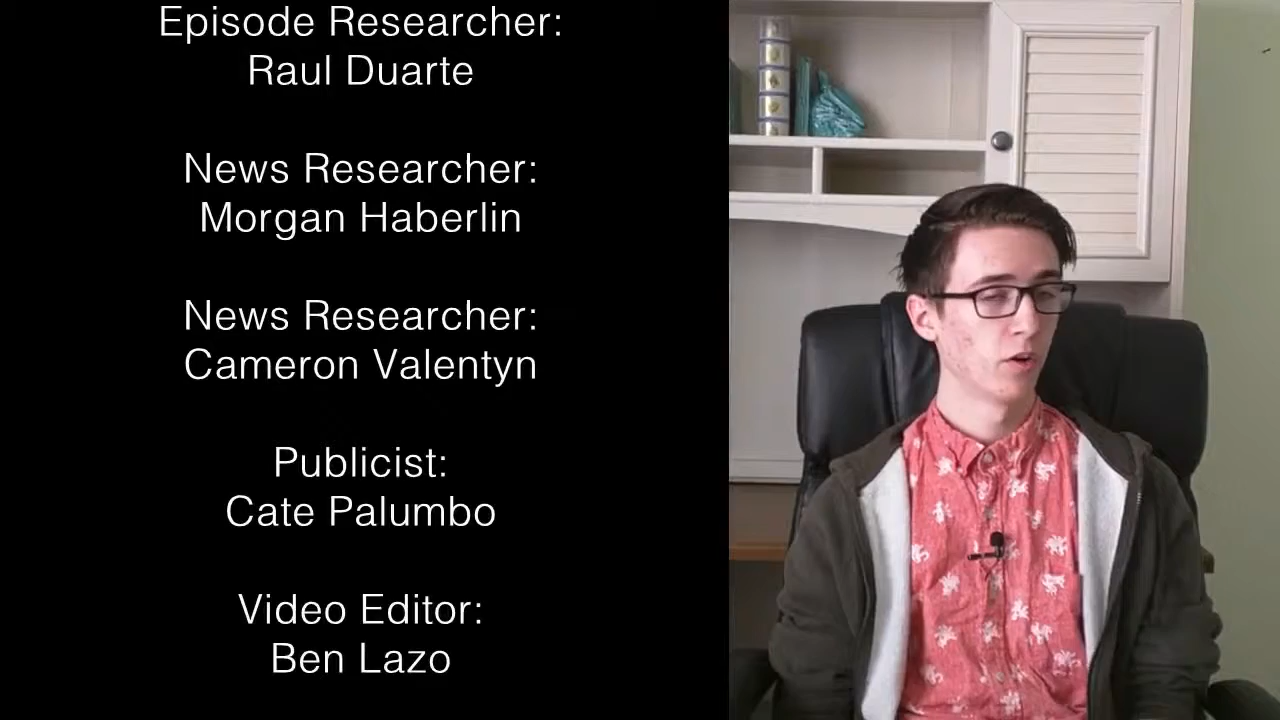 Episode Researcher:
Raul Duarte
News Researcher:
Morgan Haberlin
News Researcher:
Cameron Valentyn
Publicist:
Cate Palumbo
Video Editor:
Ben Lazo